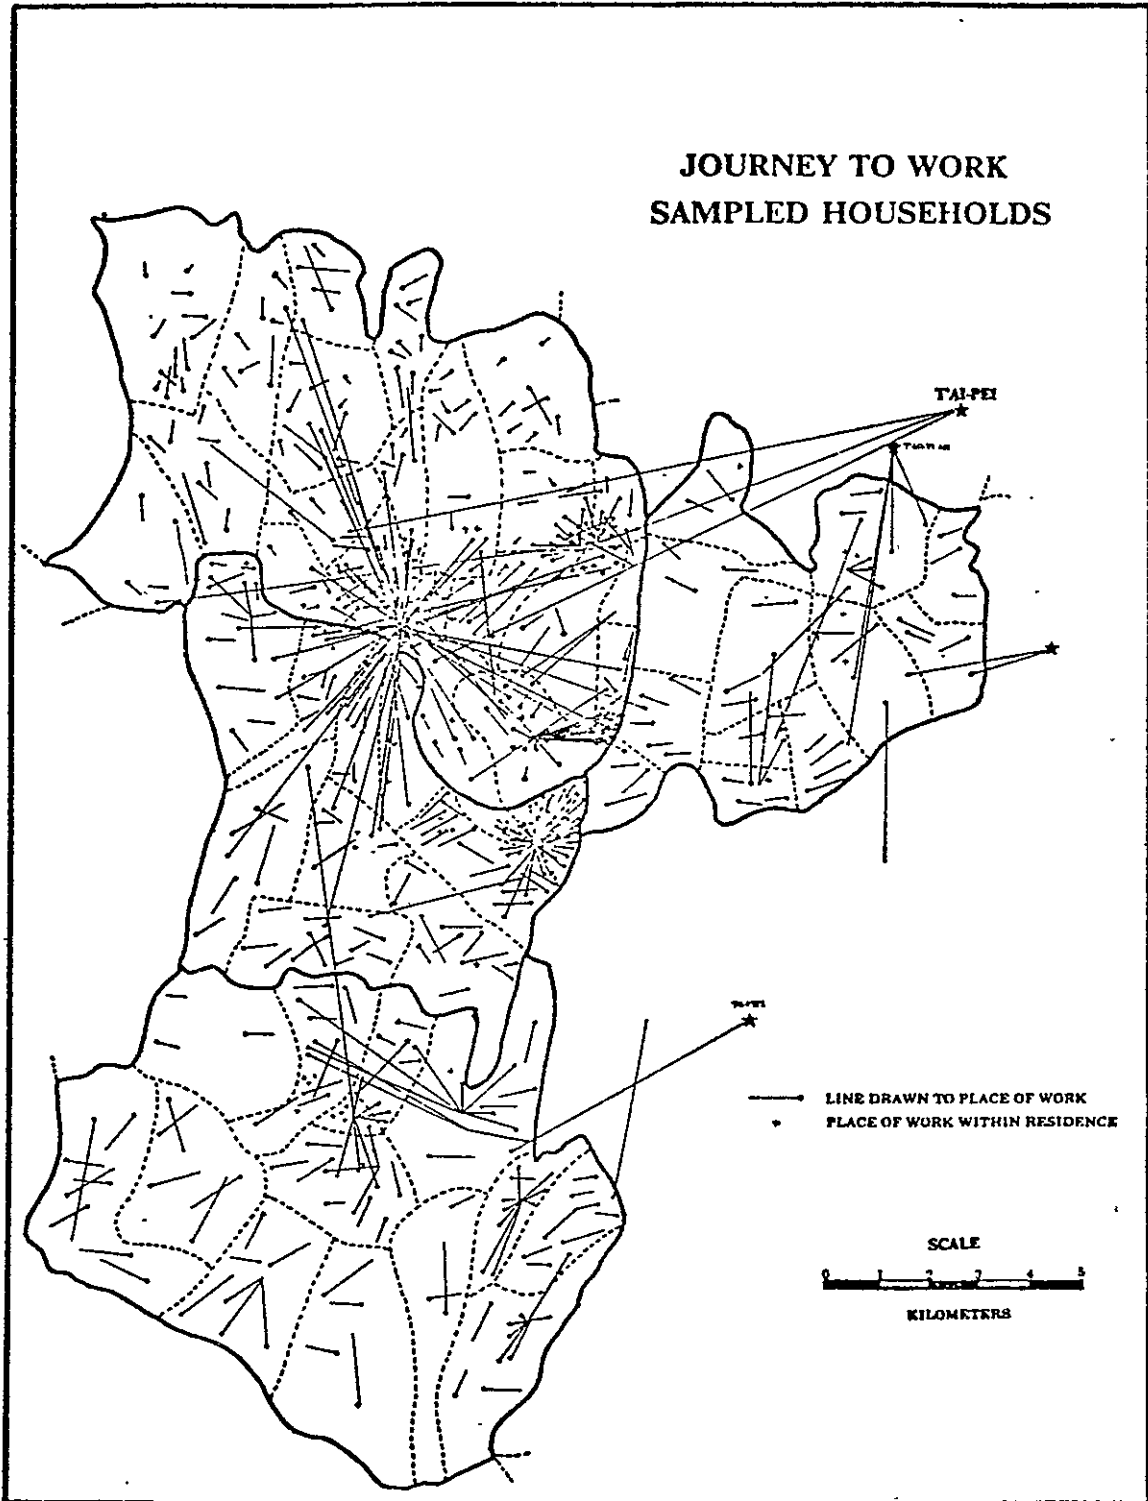 JOURNEY TO WORK
SAMPLED HOUSEHOLDS
T'AI-PEI
LINE DRAWN TO PLACE OF WORK
PLACE OF WORK WITHIN RESIDENCE
SCALE
0 1 2 3 4 5
KILOMETERS